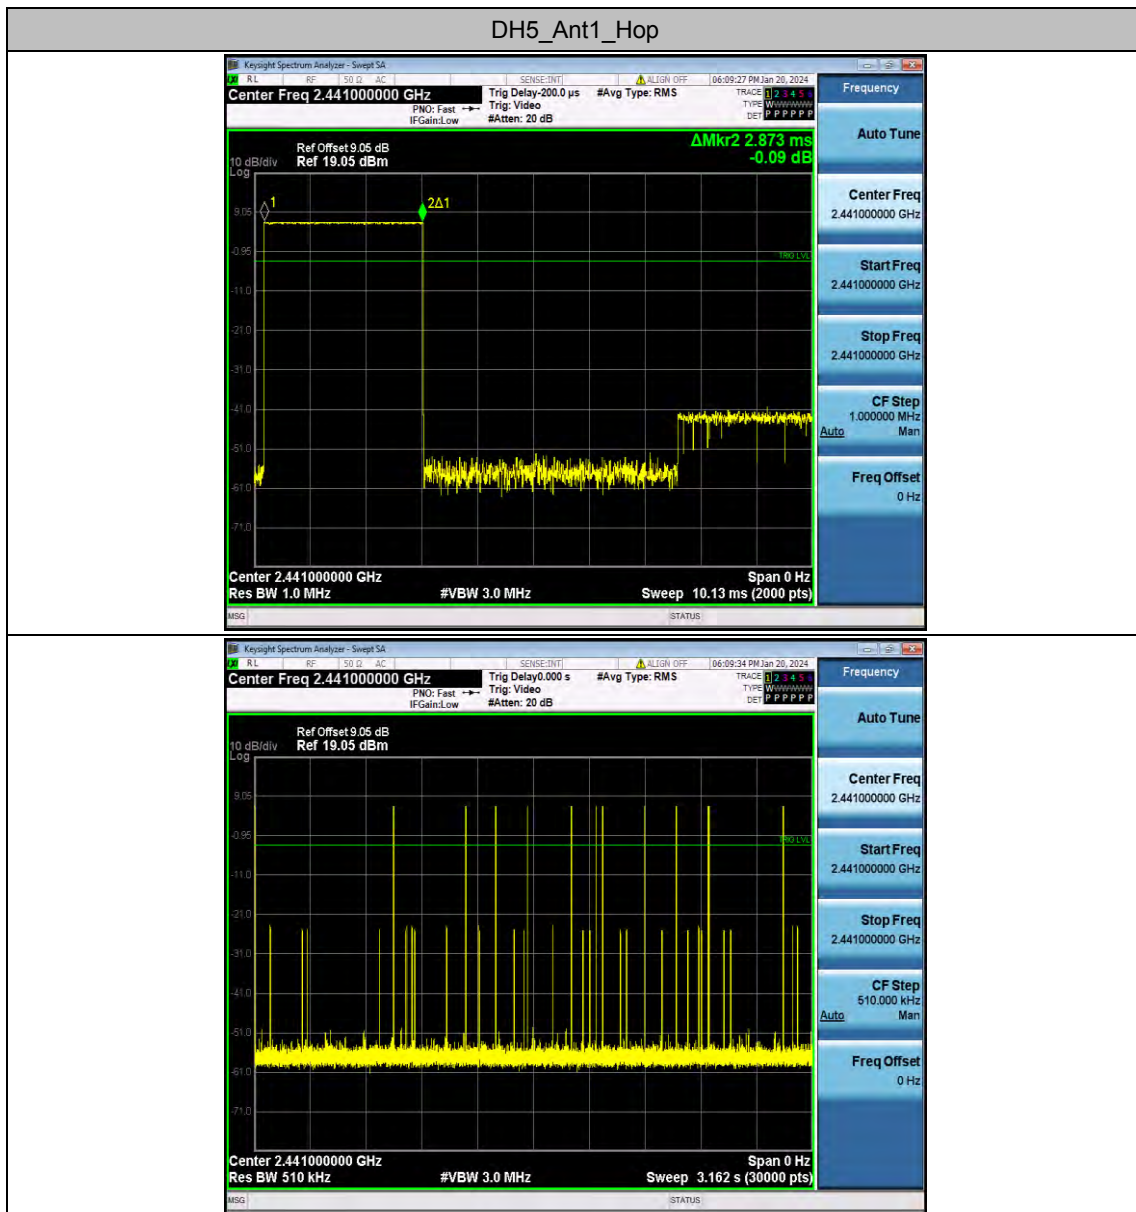 DH5_Ant1_Hop
Keysight Spectrum Analyzer - Swept SA
RL RF 50 Ω AC SENSE:INT ALIGN OFF 06:09:27 PM Jan 20, 2024
Center Freq 2.441000000 GHz
PNO: Fast
IFGain:Low
Trig Delay-200.0 µs
Trig: Video
#Atten: 20 dB
#Avg Type: RMS
TRACE 1 2 3 4 5 6
TYPE W
DET P P P P P P
Frequency
ΔMkr2 2.873 ms
-0.09 dB
Ref Offset 9.05 dB
10 dB/div Ref 19.05 dBm
Log
1
2Δ1
9.05
-0.95
TRIG LVL
-11.0
-21.0
-31.0
-41.0
-51.0
-61.0
-71.0
Center 2.441000000 GHz Span 0 Hz
Res BW 1.0 MHz #VBW 3.0 MHz Sweep 10.13 ms (2000 pts)
MSG STATUS
Auto Tune
Center Freq
2.441000000 GHz
Start Freq
2.441000000 GHz
Stop Freq
2.441000000 GHz
CF Step
1.000000 MHz
Auto Man
Freq Offset
0 Hz
Keysight Spectrum Analyzer - Swept SA
RL RF 50 Ω AC SENSE:INT ALIGN OFF 06:09:34 PM Jan 20, 2024
Center Freq 2.441000000 GHz
PNO: Fast
IFGain:Low
Trig Delay0.000 s
Trig: Video
#Atten: 20 dB
#Avg Type: RMS
TRACE 1 2 3 4 5 6
TYPE W
DET P P P P P P
Frequency
Ref Offset 9.05 dB
10 dB/div Ref 19.05 dBm
Log
9.05
-0.95
TRIG LVL
-11.0
-21.0
-31.0
-41.0
-51.0
-61.0
-71.0
Center 2.441000000 GHz Span 0 Hz
Res BW 510 kHz #VBW 3.0 MHz Sweep 3.162 s (30000 pts)
MSG STATUS
Auto Tune
Center Freq
2.441000000 GHz
Start Freq
2.441000000 GHz
Stop Freq
2.441000000 GHz
CF Step
510.000 kHz
Auto Man
Freq Offset
0 Hz